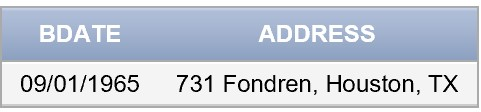 BDATE ADDRESS
09/01/1965 731 Fondren, Houston, TX